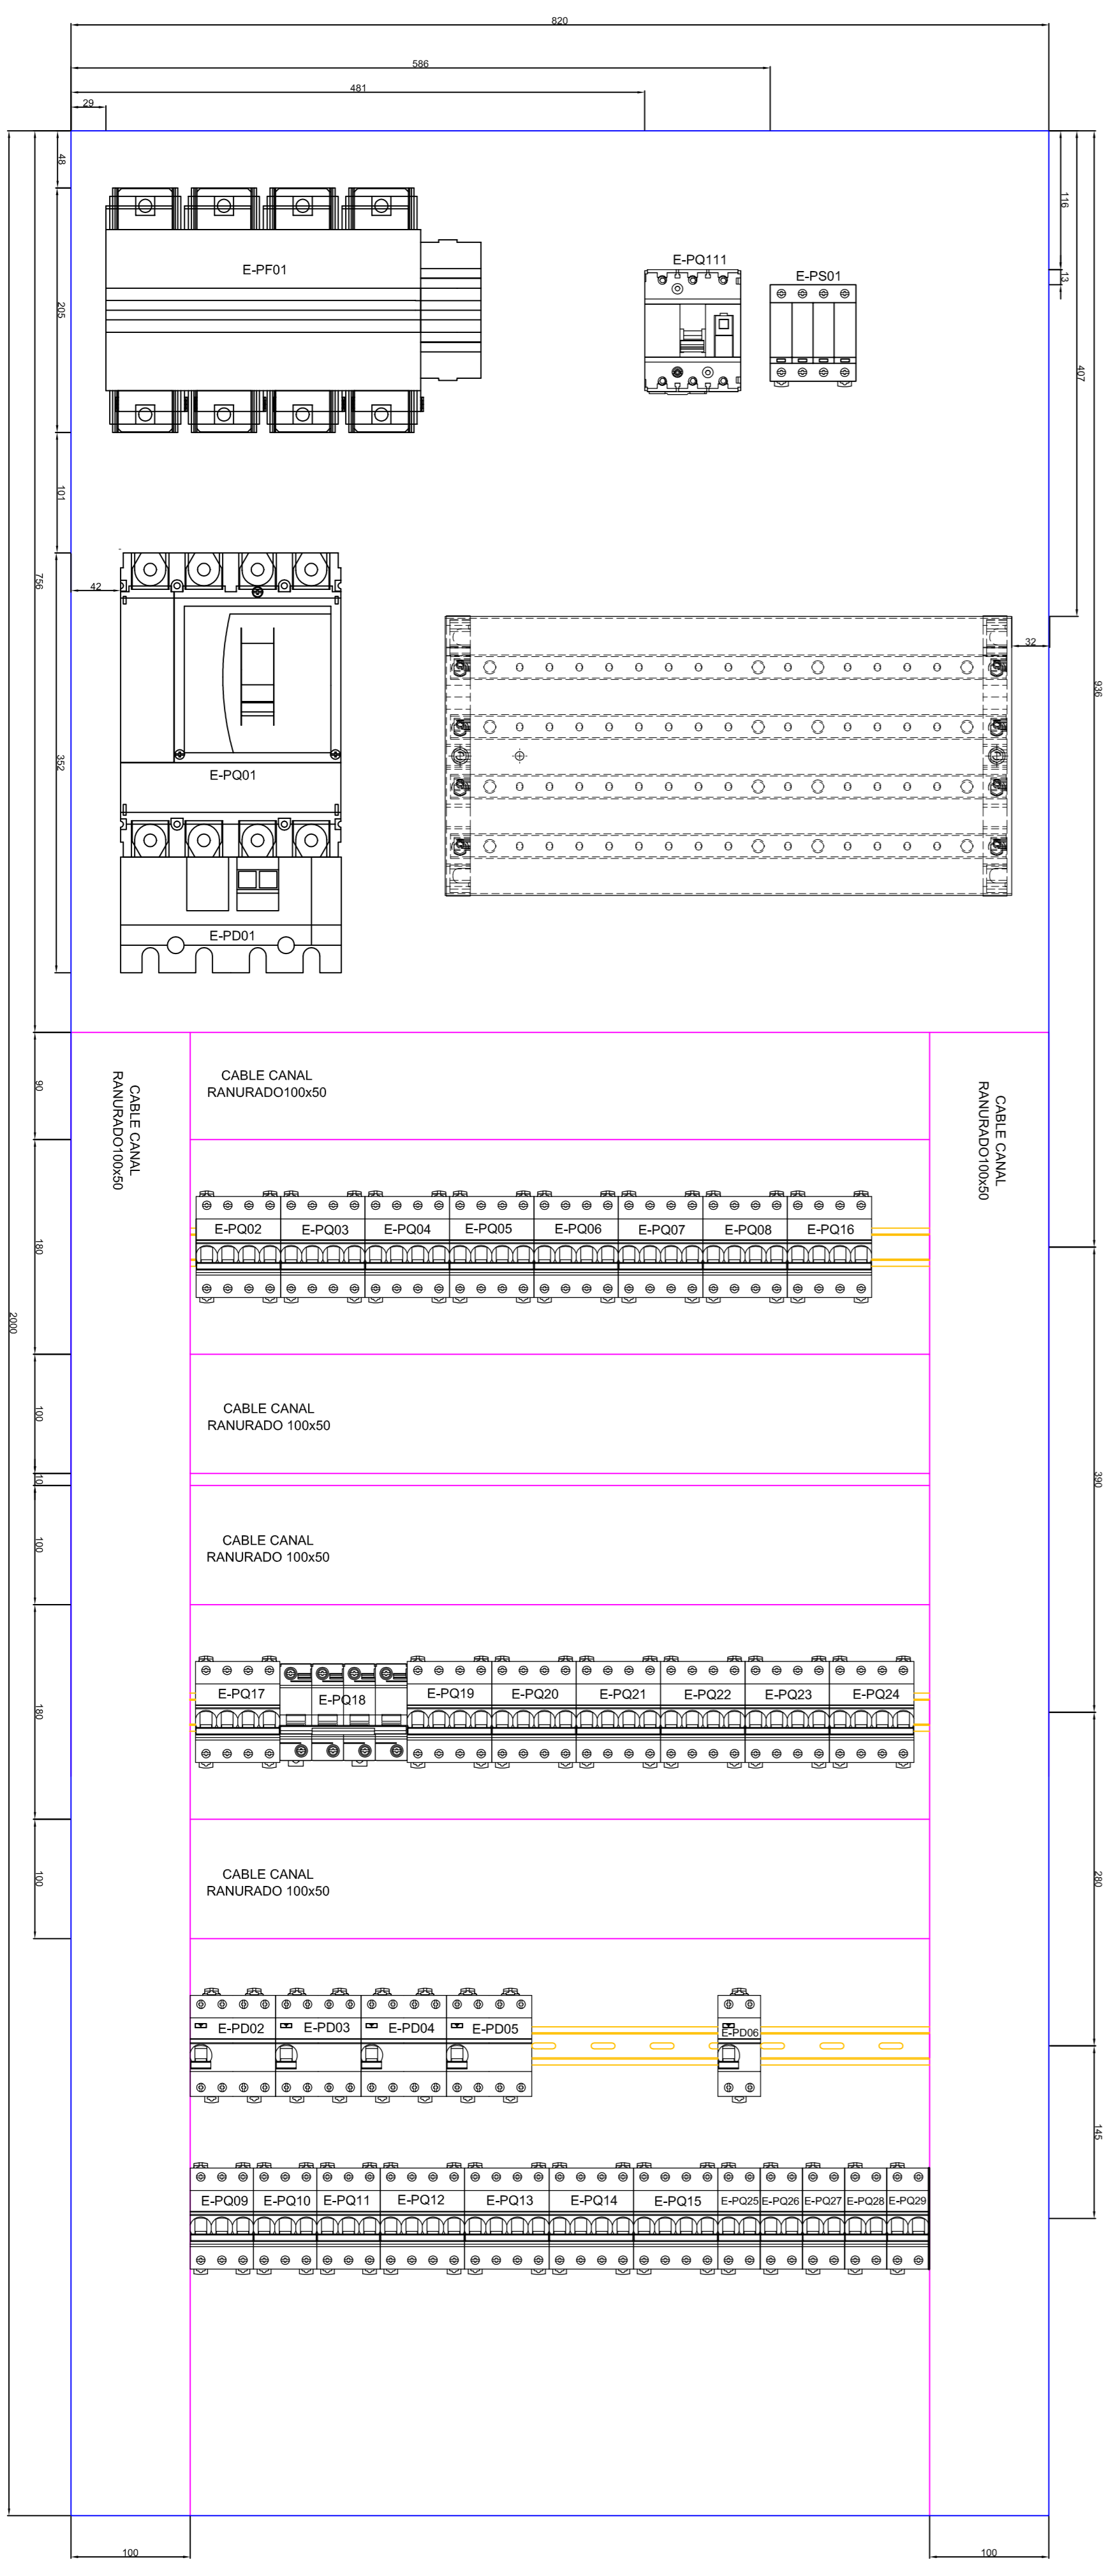 820
586
481
29
48
116
13
E-PQ111
E-PS01
E-PF01
205
407
101
756
42
32
936
352
E-PQ01
E-PD01
CABLE CANAL
RANURADO100x50
CABLE CANAL
RANURADO100x50
CABLE CANAL
RANURADO100x50
90
E-PQ02
E-PQ03
E-PQ04
E-PQ05
E-PQ06
E-PQ07
E-PQ08
E-PQ16
180
2000
CABLE CANAL
RANURADO 100x50
100
10
390
CABLE CANAL
RANURADO 100x50
100
E-PQ17
E-PQ18
E-PQ19
E-PQ20
E-PQ21
E-PQ22
E-PQ23
E-PQ24
180
CABLE CANAL
RANURADO 100x50
100
280
E-PD02
E-PD03
E-PD04
E-PD05
E-PD06
145
E-PQ09
E-PQ10
E-PQ11
E-PQ12
E-PQ13
E-PQ14
E-PQ15
E-PQ25
E-PQ26
E-PQ27
E-PQ28
E-PQ29
100
100